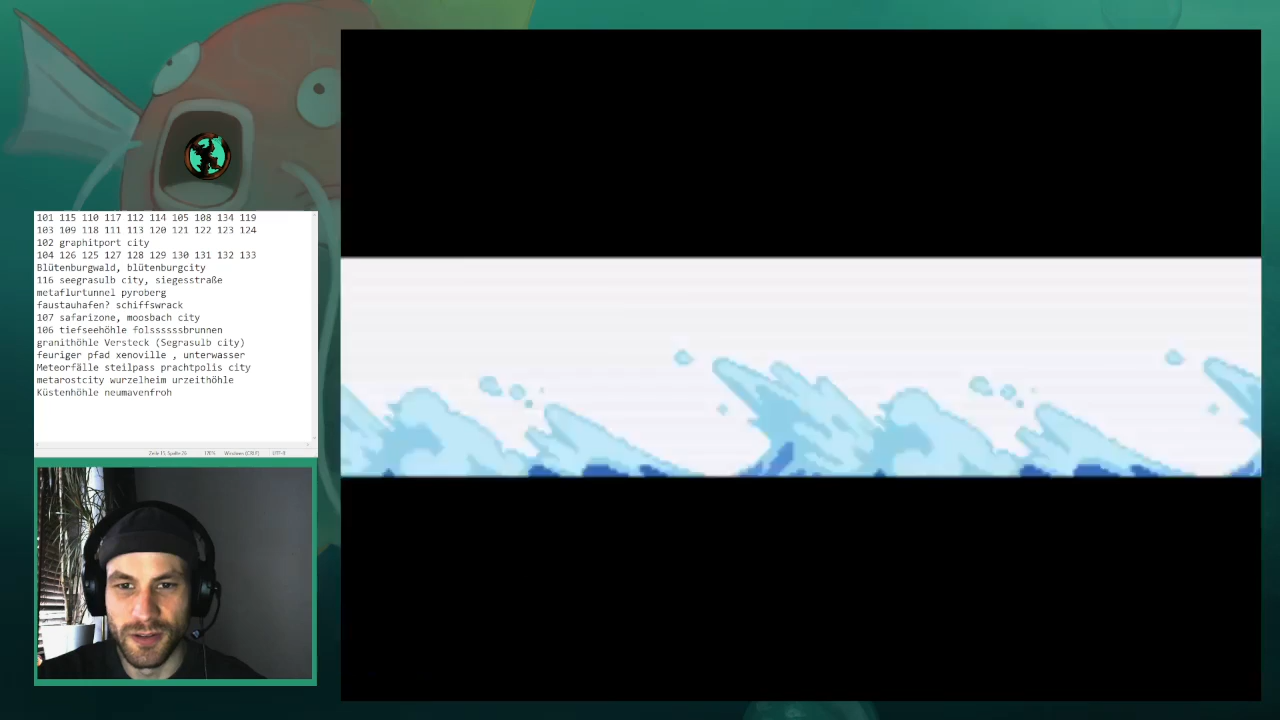 101 115 110 117 112 114 105 108 134 119
103 109 118 111 113 120 121 122 123 124
102 graphitport city
104 126 125 127 128 129 130 131 132 133
Blütenburgwald, blütenburgcity
116 seegrasulb city, siegesstraße
metaflurtunnel pyroberg
faustauhafen? schiffswrack
107 safarizone, moosbach city
106 tiefseehöhle folssssssbrunnen
granithöhle Versteck (Segrasulb city)
feuriger pfad xenoville , unterwasser
Meteorfälle steilpass prachtpolis city
metarostcity wurzelheim urzeithöhle
Küstenhöhle neumavenfroh